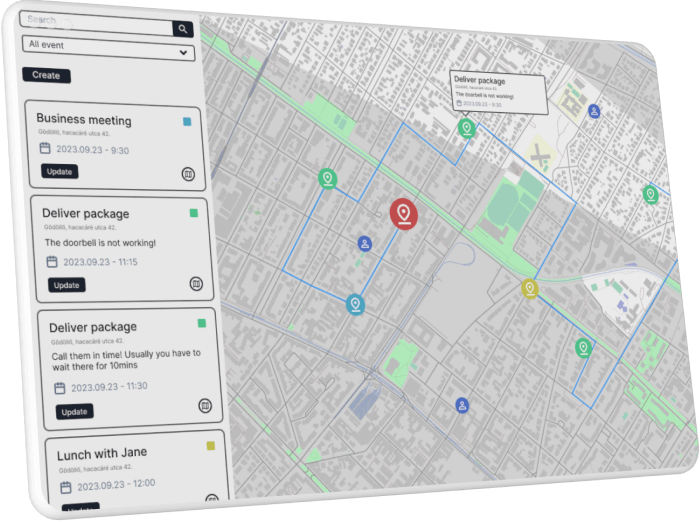 Search
All event
Create
Business meeting
Gödöllő, hacacáré utca 42.
2023.09.23 - 9:30
Update
Deliver package
Gödöllő, hacacáré utca 42.
The doorbell is not working!
2023.09.23 - 11:15
Update
Deliver package
Gödöllő, hacacáré utca 42.
Call them in time! Usually you have to
wait there for 10mins
2023.09.23 - 11:30
Update
Lunch with Jane
Gödöllő, hacacáré utca 42.
2023.09.23 - 12:00
Update
Deliver package
Gödöllő, hacacáré utca 42.
The doorbell is not working!
2023.09.23 - 9:30